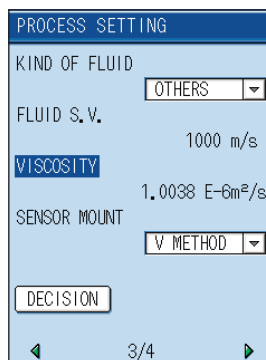 PROCESS SETTING
KIND OF FLUID
OTHERS
FLUID S.V.
1000 m/s
VISCOSITY
1.0038 E-6m²/s
SENSOR MOUNT
V METHOD
DECISION
3/4